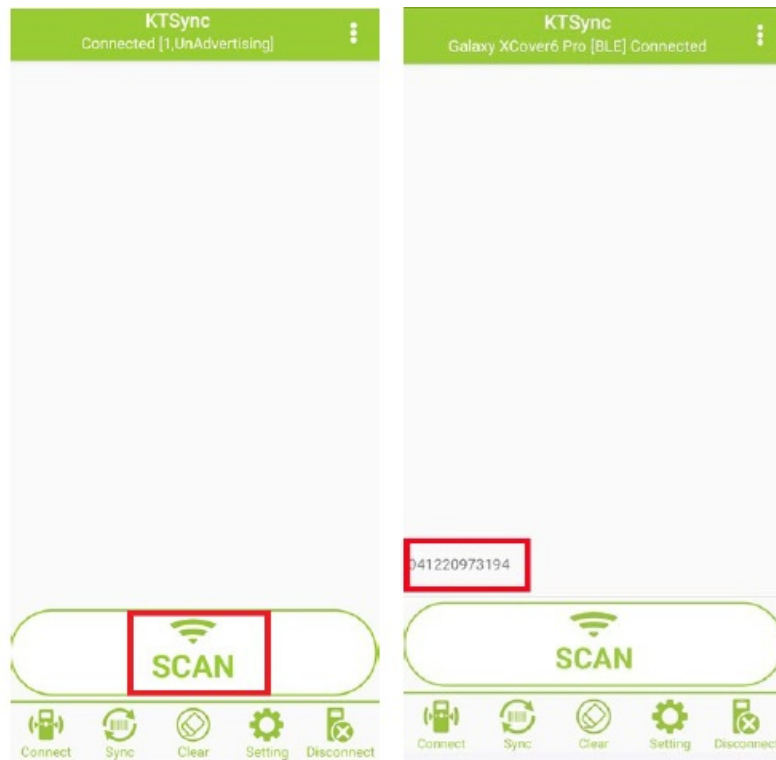 KTSync
Connected [1,UnAdvertising]
SCAN
Connect
Sync
Clear
Setting
Disconnect
KTSync
Galaxy XCover6 Pro [BLE] Connected
041220973194
SCAN
Connect
Sync
Clear
Setting
Disconnect